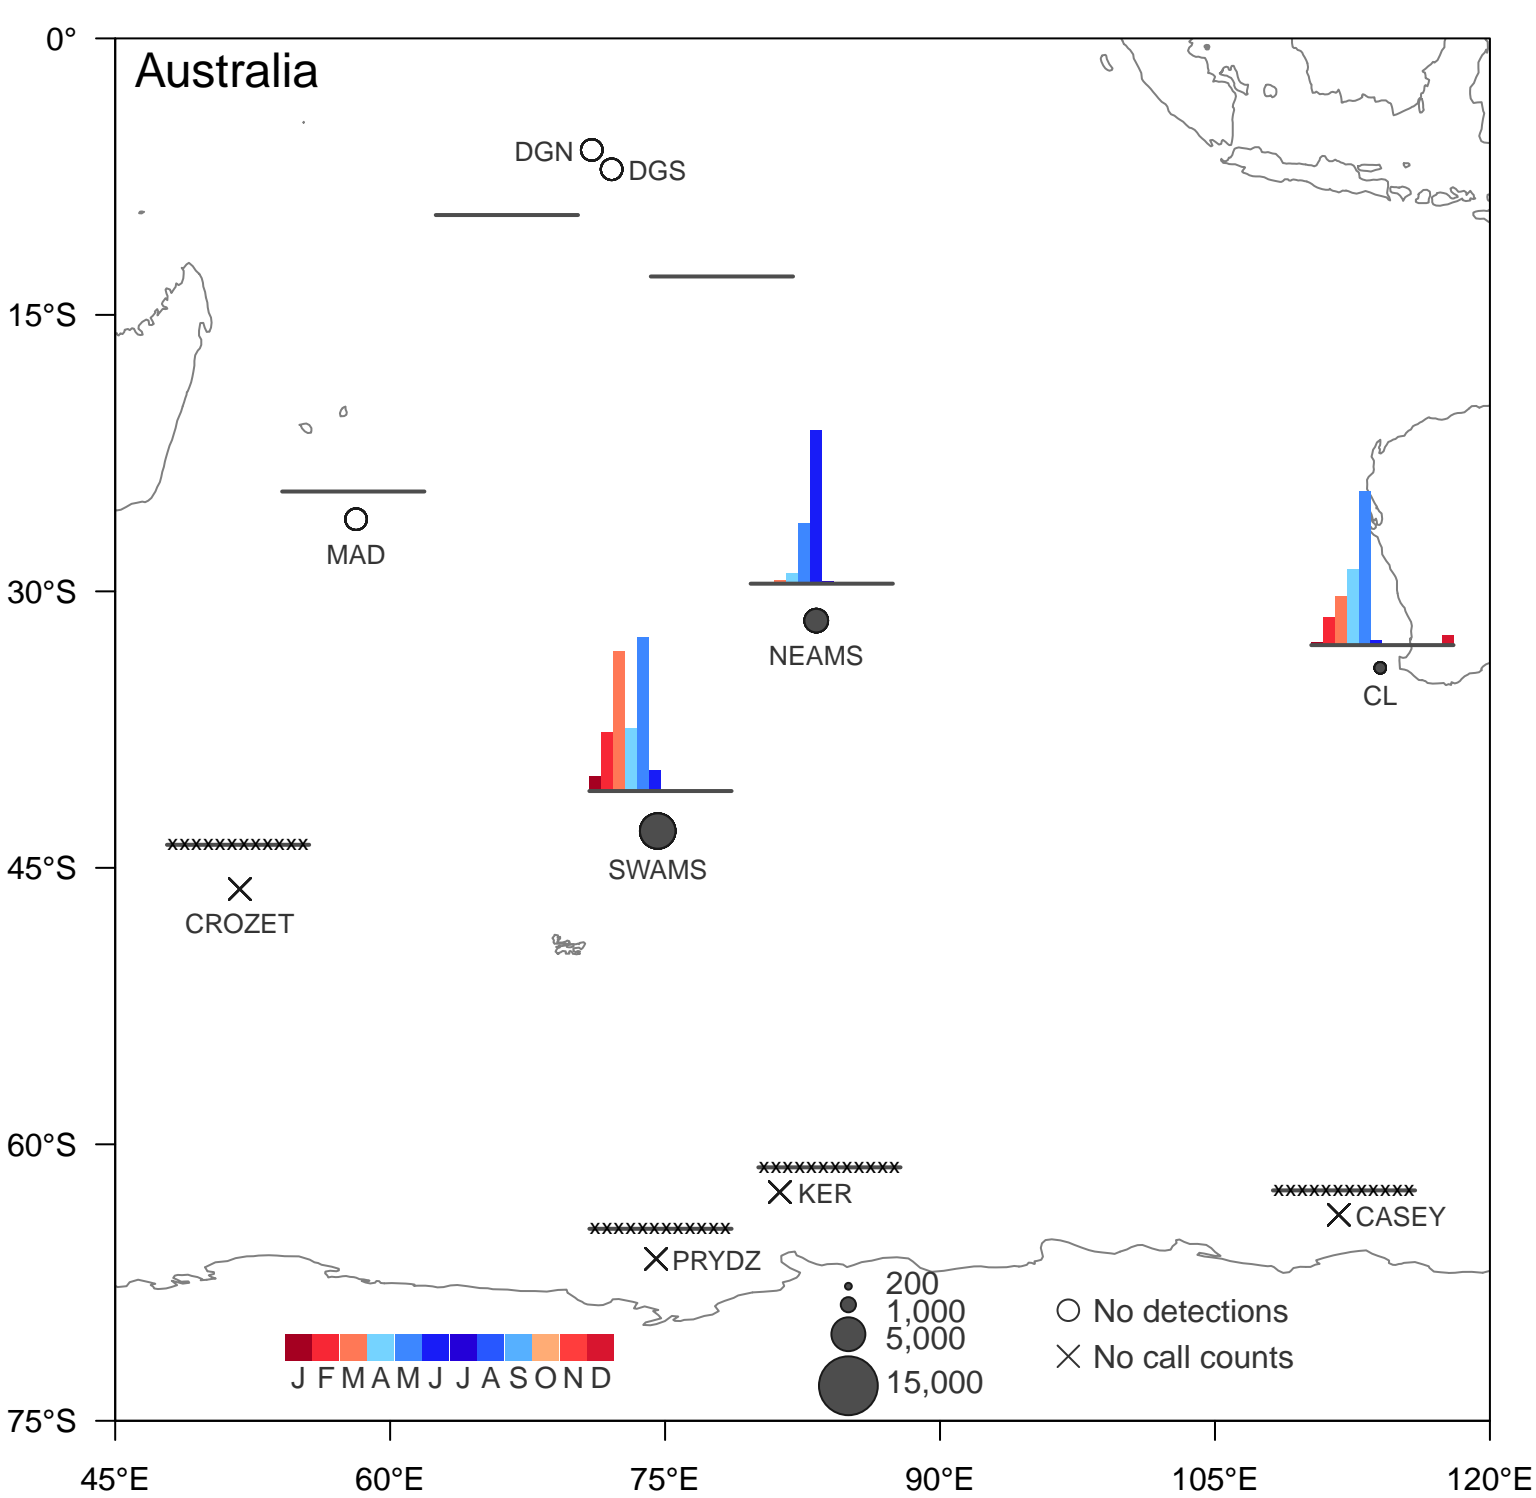 0°
Australia
DGN
DGS
15°S
MAD
30°S
NEAMS
CL
SWAMS
45°S
xxxxxxxxxxxx
CROZET
60°S
xxxxxxxxxxxx
KER
xxxxxxxxxxxx
CASEY
xxxxxxxxxxxx
PRYDZ
200
1,000
5,000
15,000
No detections
No call counts
J F M A M J J A S O N D
75°S
45°E 60°E 75°E 90°E 105°E 120°E